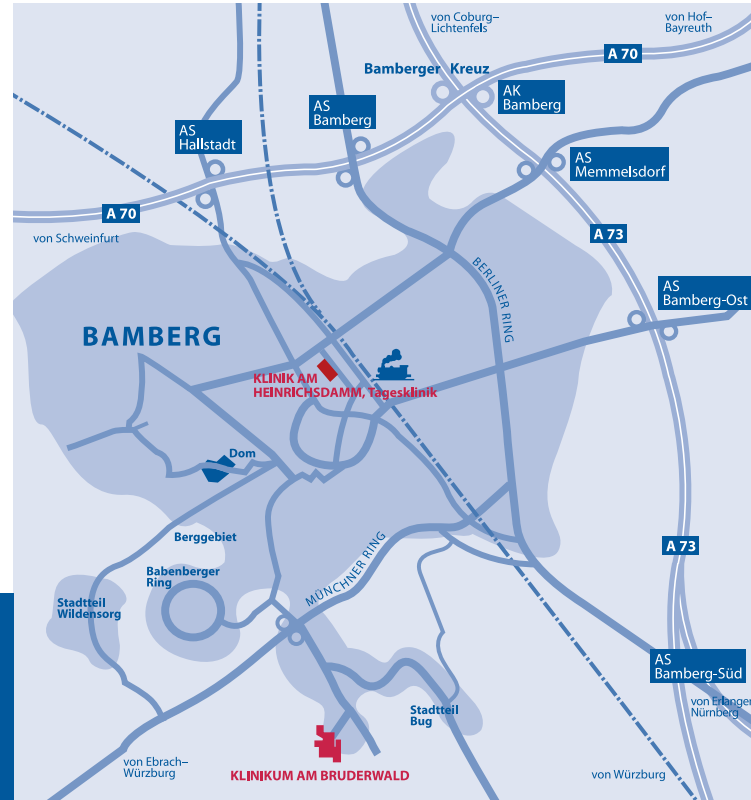 von Coburg–
Lichtenfels
von Hof–
Bayreuth
A 70
Bamberger Kreuz
AK
Bamberg
AS
Bamberg
AS
Hallstadt
AS
Memmelsdorf
A 70
von Schweinfurt
A 73
BERLINER RING
AS
Bamberg-Ost
BAMBERG
KLINIK AM
HEINRICHSDAMM, Tagesklinik
Dom
Berggebiet
MÜNCHNER RING
A 73
Babenberger
Ring
Stadtteil
Wildensorg
AS
Bamberg-Süd
von Erlangen
Nürnberg
Stadtteil
Bug
von Ebrach–
Würzburg
KLINIKUM AM BRUDERWALD
von Würzburg